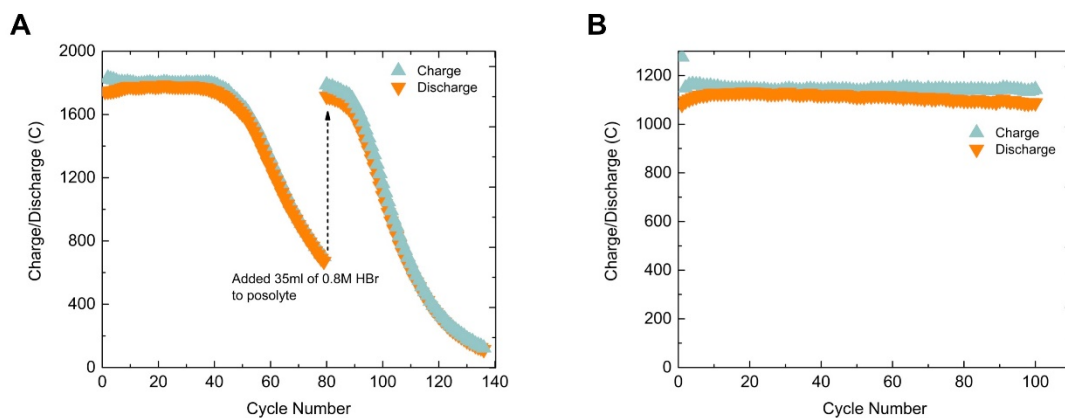 A
Charge/Discharge (C)
2000
1600
1200
800
400
0
Charge
Discharge
Added 35ml of 0.8M HBr
to posolyte
0 20 40 60 80 100 120 140
Cycle Number
B
Charge/Discharge (C)
1200
1000
800
600
400
200
0
Charge
Discharge
0 20 40 60 80 100
Cycle Number